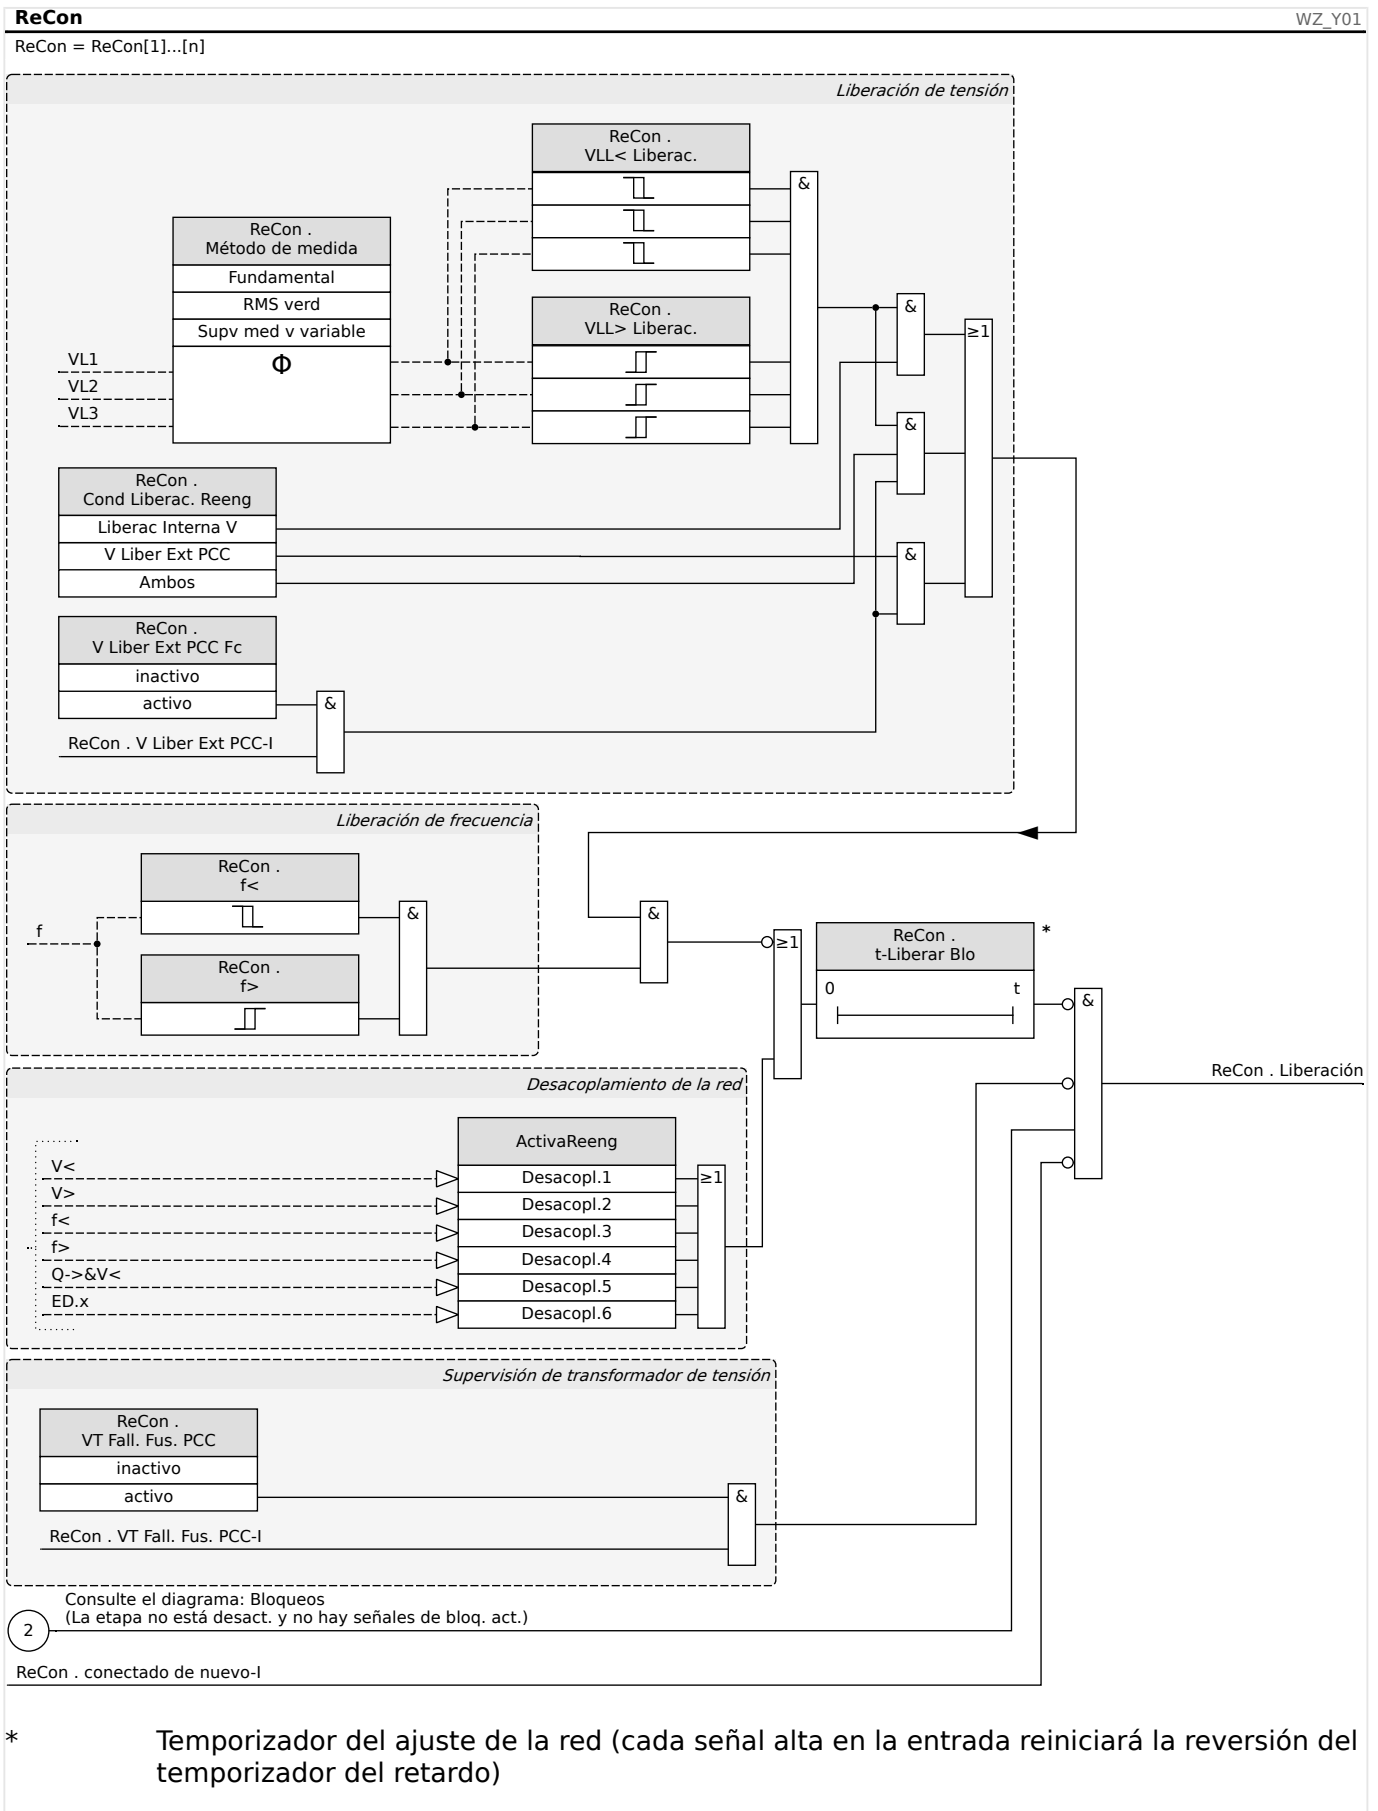 ReCon
WZ_Y01
ReCon = ReCon[1]...[n]
Liberación de tensión
ReCon .
VLL< Liberac.
&
ReCon .
Método de medida
Fundamental
RMS verd
Supv med v variable
Φ
VL1
VL2
VL3
ReCon .
VLL> Liberac.
&
≥1
&
ReCon .
Cond Liberac. Reeng
Liberac Interna V
V Liber Ext PCC
Ambos
&
ReCon .
V Liber Ext PCC Fc
inactivo
activo
&
ReCon . V Liber Ext PCC-I
Liberación de frecuencia
ReCon .
f<
f
ReCon .
f>
&
&
≥1
ReCon .
t-Liberar Blo
*
0 t
&
ReCon . Liberación
Desacoplamiento de la red
ActivaReeng
V<
V>
f<
f>
Q->&V<
ED.x
Desacopl.1
Desacopl.2
Desacopl.3
Desacopl.4
Desacopl.5
Desacopl.6
≥1
Supervisión de transformador de tensión
ReCon .
VT Fall. Fus. PCC
inactivo
activo
&
ReCon . VT Fall. Fus. PCC-I
Consulte el diagrama: Bloqueos
(La etapa no está desact. y no hay señales de bloq. act.)
2
ReCon . conectado de nuevo-I
* Temporizador del ajuste de la red (cada señal alta en la entrada reiniciará la reversión del
temporizador del retardo)